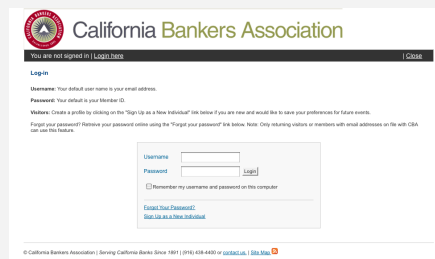 California Bankers Association
You are not signed in | Login here | Close
Log-in
Username: Your default user name is your email address.
Password: Your default is your Member ID.
Visitors: Create a profile by clicking on the "Sign Up as a New Individual" link below if you are new and would like to save your preferences for future events.
Forgot your password? Retrieve your password online using the "Forgot your password" link below. Note: Only returning visitors or members with email addresses on file with CBA
can use this feature.
Username
Password Login
Remember my username and password on this computer
Forgot Your Password?
Sign Up as a New Individual
© California Bankers Association | Serving California Banks Since 1891 | (916) 438-4400 or contact us. | Site Map